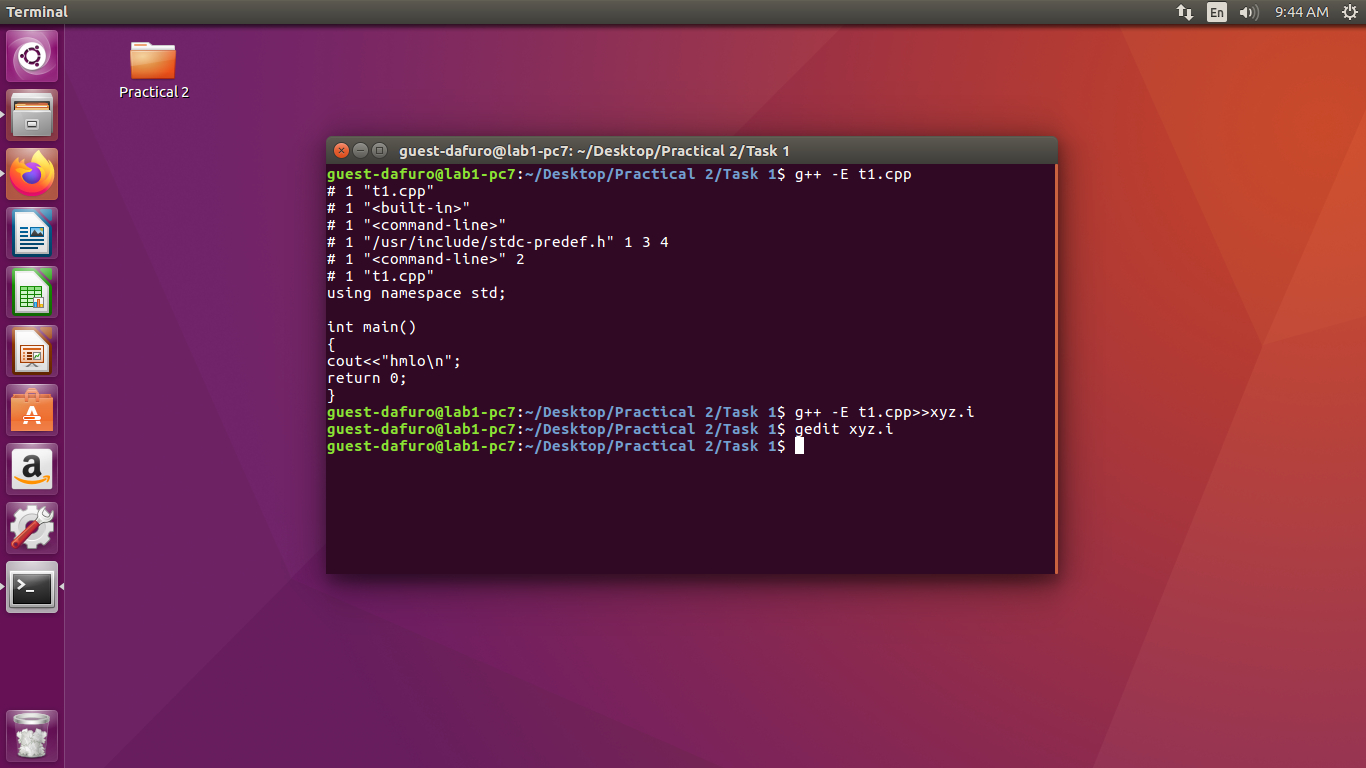 Terminal
En
9:44 AM
Practical 2
guest-dafuro@lab1-pc7: ~/Desktop/Practical 2/Task 1
guest-dafuro@lab1-pc7:~/Desktop/Practical 2/Task 1$ g++ -E t1.cpp
# 1 "t1.cpp"
# 1 "<built-in>"
# 1 "<command-line>"
# 1 "/usr/include/stdc-predef.h" 1 3 4
# 1 "<command-line>" 2
# 1 "t1.cpp"
using namespace std;
int main()
{
cout<<"hmlo\n";
return 0;
}
guest-dafuro@lab1-pc7:~/Desktop/Practical 2/Task 1$ g++ -E t1.cpp>>xyz.i
guest-dafuro@lab1-pc7:~/Desktop/Practical 2/Task 1$ gedit xyz.i
guest-dafuro@lab1-pc7:~/Desktop/Practical 2/Task 1$